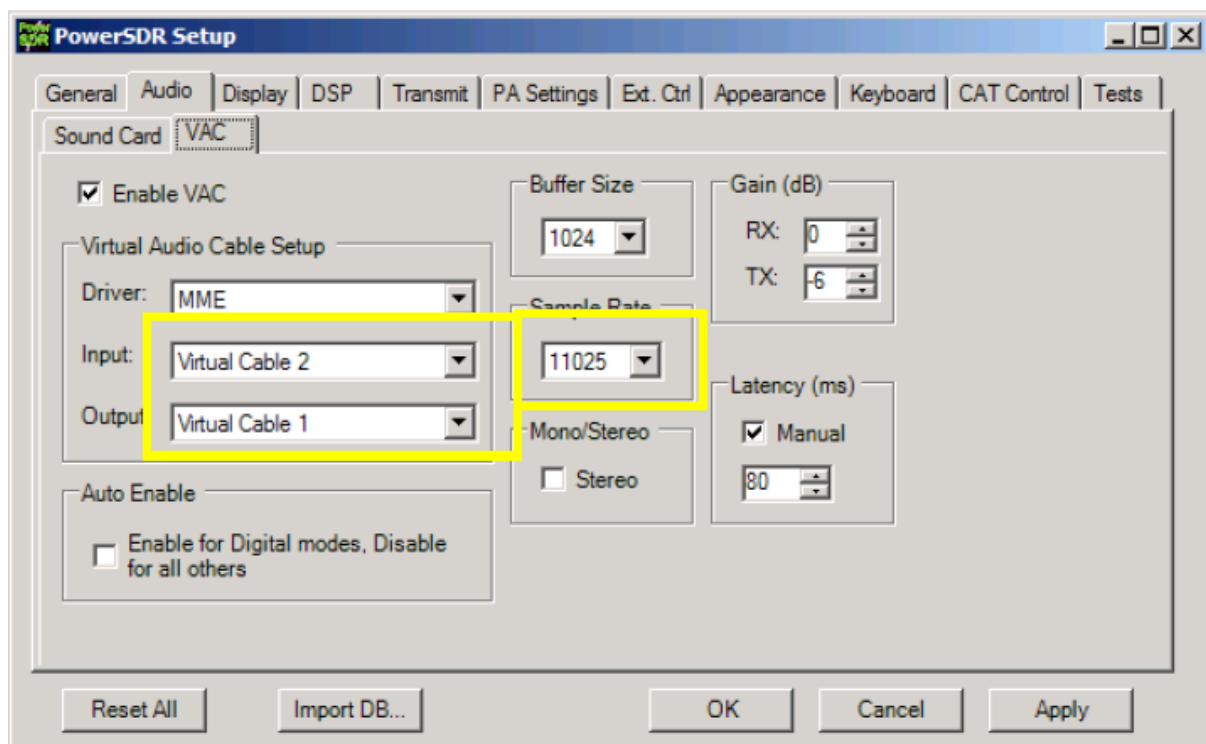 PowerSDR Setup
General Audio Display DSP Transmit PA Settings Ext. Ctrl Appearance Keyboard CAT Control Tests
Sound Card VAC
Enable VAC
Virtual Audio Cable Setup
Driver: MME
Input: Virtual Cable 2
Output Virtual Cable 1
Auto Enable
Enable for Digital modes, Disable
for all others
Buffer Size
1024
Sample Rate
11025
Mono/Stereo
Stereo
Gain (dB)
RX: 0
TX: -6
Latency (ms)
Manual
80
Reset All Import DB... OK Cancel Apply